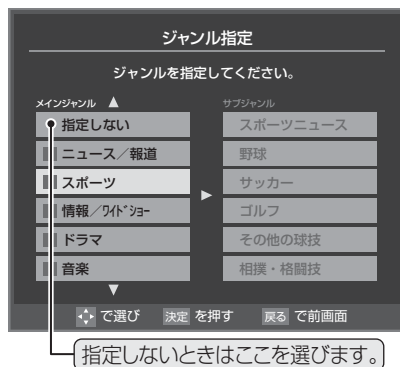 ジャンル指定
ジャンルを指定してください。
メインジャンル ▲
指定しない
ニュース／報道
スポーツ
情報／ワイドショー
ドラマ
音楽
▼
▶
サブジャンル
スポーツニュース
野球
サッカー
ゴルフ
その他の球技
相撲・格闘技
で選び 決定 を押す 戻る で前画面
指定しないときはここを選びます。